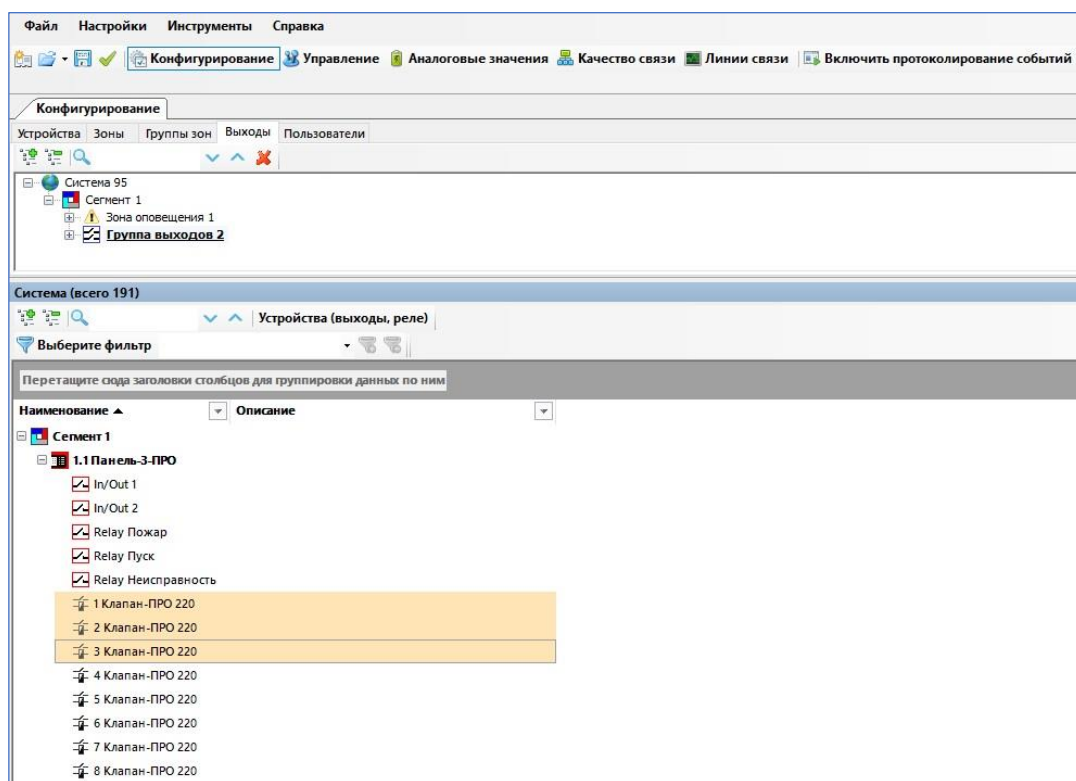 Файл Настройки Инструменты Справка
Конфигурирование Управление Аналоговые значения Качество связи Линии связи Включить протоколирование событий
Конфигурирование
Устройства Зоны Группы зон Выходы Пользователи
Система 95
Сегмент 1
Зона оповещения 1
Группа выходов 2
Система (всего 191)
Устройства (выходы, реле)
Выберите фильтр
Перетащите сюда заголовки столбцов для группировки данных по ним
Наименование Описание
Сегмент 1
1.1 Панель-3-ПРО
In/Out 1
In/Out 2
Relay Пожар
Relay Пуск
Relay Неисправность
1 Клапан-ПРО 220
2 Клапан-ПРО 220
3 Клапан-ПРО 220
4 Клапан-ПРО 220
5 Клапан-ПРО 220
6 Клапан-ПРО 220
7 Клапан-ПРО 220
8 Клапан-ПРО 220